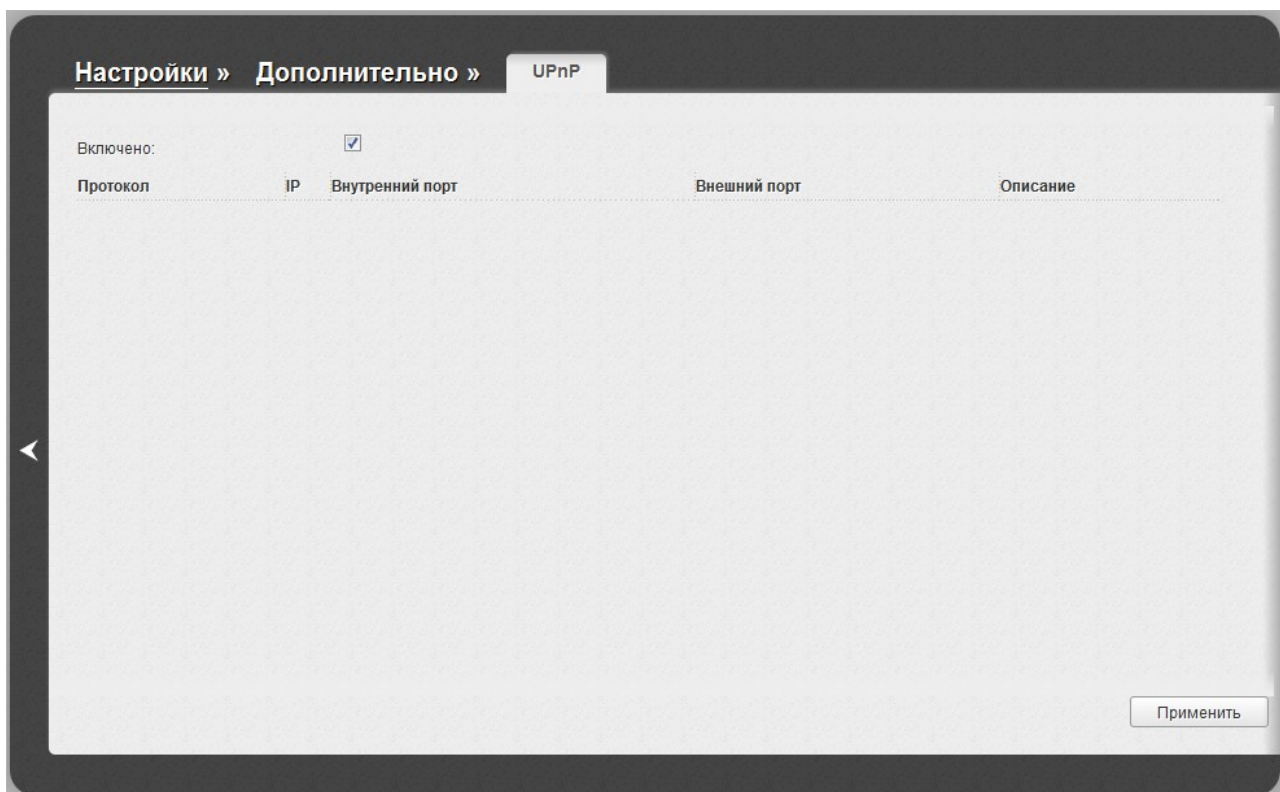 Настройки » Дополнительно » UPnP
Включено:
Протокол IP Внутренний порт Внешний порт Описание
Применить